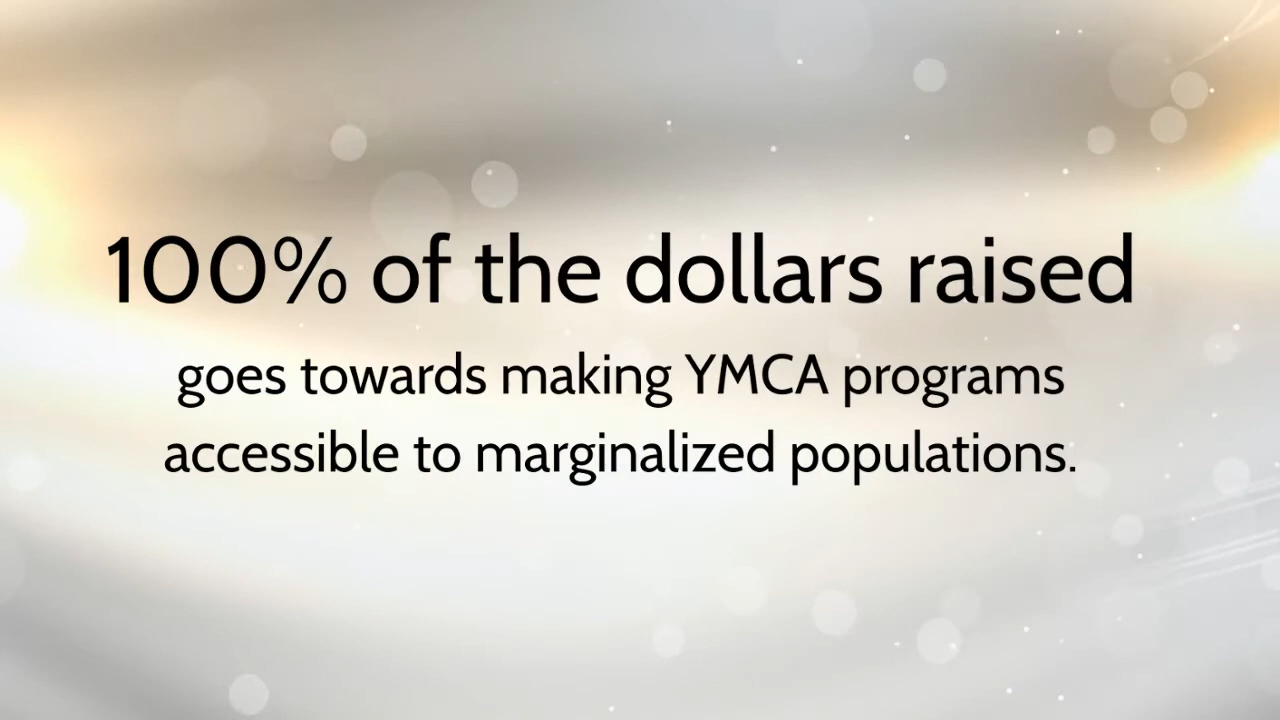 100% of the dollars raised
goes towards making YMCA programs
accessible to marginalized populations.